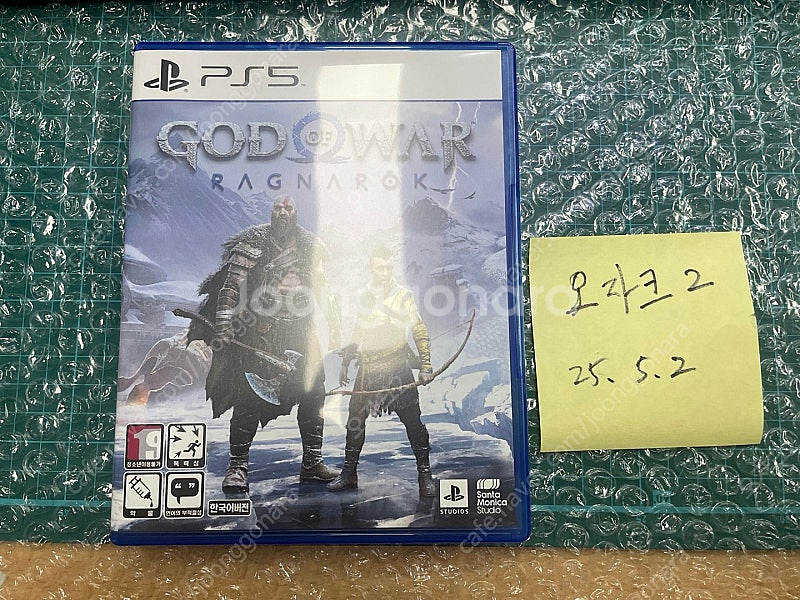 PS5
GOD OF WAR
RAGNARÖK
Joonggonara
오라크 2
25. 5. 2
19
청소년이용불가
폭력성
약물
언어의 부적절성
한국어버전
STUDIOS
Santa
Monica
Studio